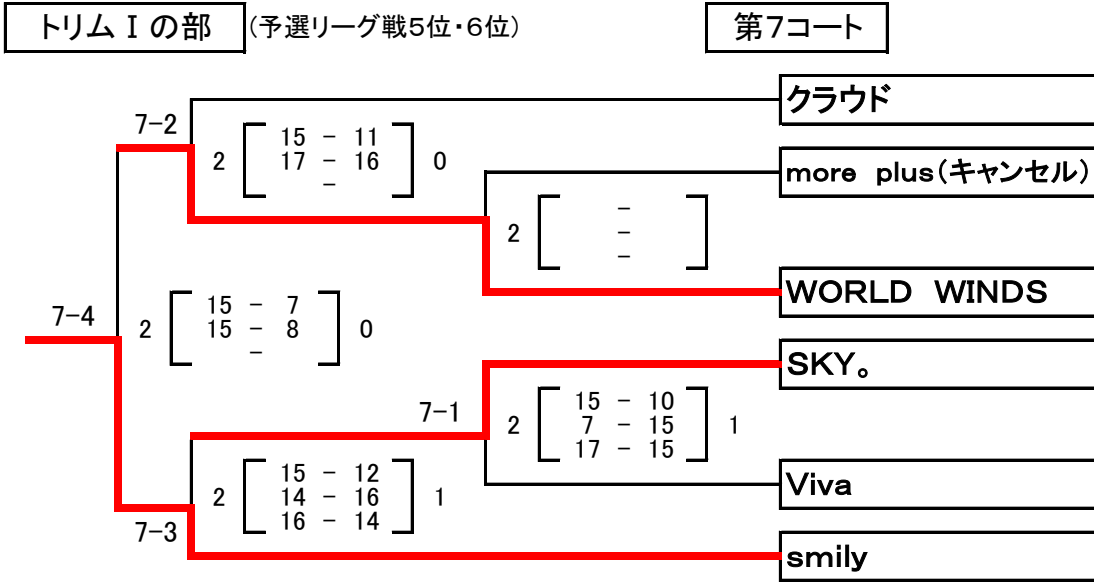 トリムⅠの部 (予選リーグ戦5位・6位) 第7コート
クラウド
7-2
2 15 - 11 0
17 - 16
-
more plus(キャンセル)
2 -
-
-
WORLD WINDS
7-4
2 15 - 7 0
15 - 8
-
SKY。
7-1
2 15 - 10 1
7 - 15
17 - 15
Viva
2 15 - 12 1
14 - 16
16 - 14
7-3
smily